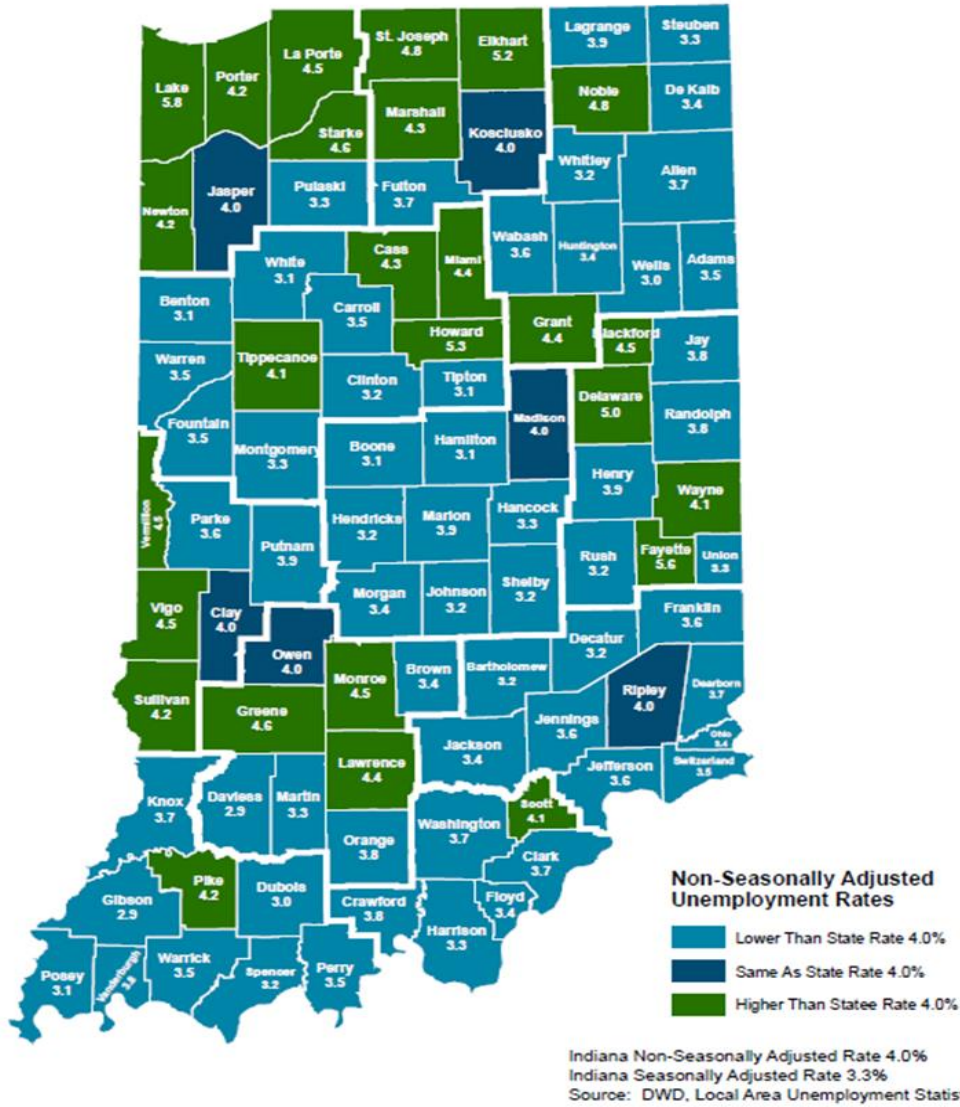 Lagrange
3.9
Steuben
3.3
St. Joseph
4.8
Elkhart
5.2
La Porte
4.5
Porter
4.2
Lake
5.8
Noble
4.8
De Kalb
3.4
Marshall
4.3
Kosciusko
4.0
Starke
4.6
Whitley
3.2
Allen
3.7
Jasper
4.0
Pulaski
3.3
Fulton
3.7
Newton
4.2
Wabash
3.6
Huntington
3.4
Wells
3.0
Adams
3.5
White
3.1
Cass
4.3
Miami
4.4
Benton
3.1
Carroll
3.5
Howard
5.3
Grant
4.4
Blackford
4.5
Jay
3.8
Warren
3.5
Tippecanoe
4.1
Clinton
3.2
Tipton
3.1
Madison
4.0
Delaware
5.0
Randolph
3.8
Fountain
3.5
Montgomery
3.3
Boone
3.1
Hamilton
3.1
Henry
3.9
Wayne
4.1
Vermillion
4.5
Parke
3.6
Putnam
3.9
Hendricks
3.2
Marion
3.9
Hancock
3.3
Rush
3.2
Fayette
5.6
Union
3.3
Vigo
4.5
Clay
4.0
Morgan
3.4
Johnson
3.2
Shelby
3.2
Franklin
3.6
Owen
4.0
Decatur
3.2
Sullivan
4.2
Greene
4.6
Monroe
4.5
Brown
3.4
Bartholomew
3.2
Ripley
4.0
Dearborn
3.7
Jennings
3.6
Ohio
3.4
Jackson
3.4
Jefferson
3.6
Switzerland
3.5
Lawrence
4.4
Knox
3.7
Daviess
2.9
Martin
3.3
Scott
4.1
Washington
3.7
Orange
3.8
Clark
3.7
Pike
4.2
Dubois
3.0
Gibson
2.9
Crawford
3.8
Floyd
3.4
Harrison
3.3
Posey
3.1
Vanderburgh
Warrick
3.5
Spencer
3.2
Perry
3.5
Non-Seasonally Adjusted
Unemployment Rates
Lower Than State Rate 4.0%
Same As State Rate 4.0%
Higher Than Statee Rate 4.0%
Indiana Non-Seasonally Adjusted Rate 4.0%
Indiana Seasonally Adjusted Rate 3.3%
Source: DWD, Local Area Unemployment Statis